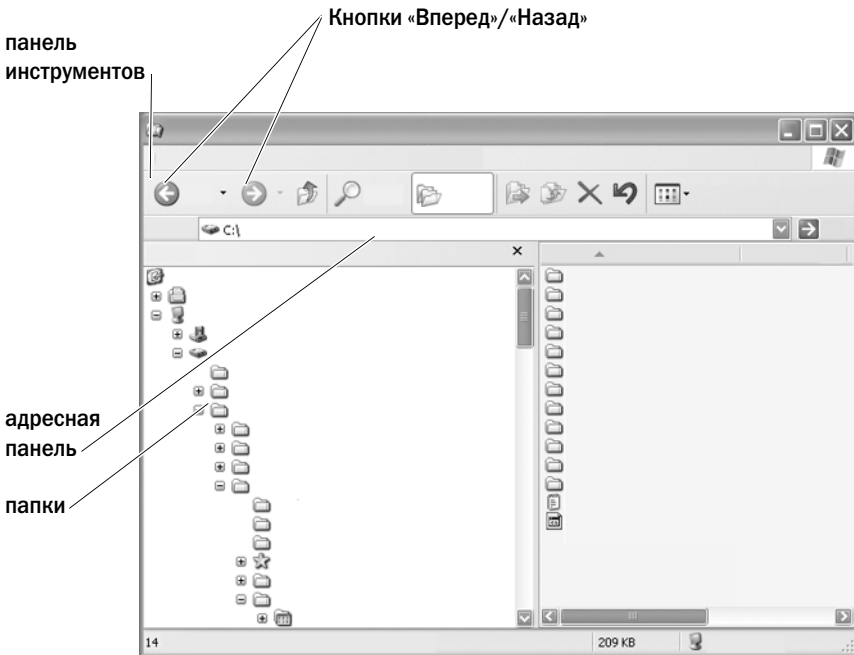 Кнопки «Вперед»/«Назад»
панель
инструментов
C:\
адресная
панель
папки
14
209 KB